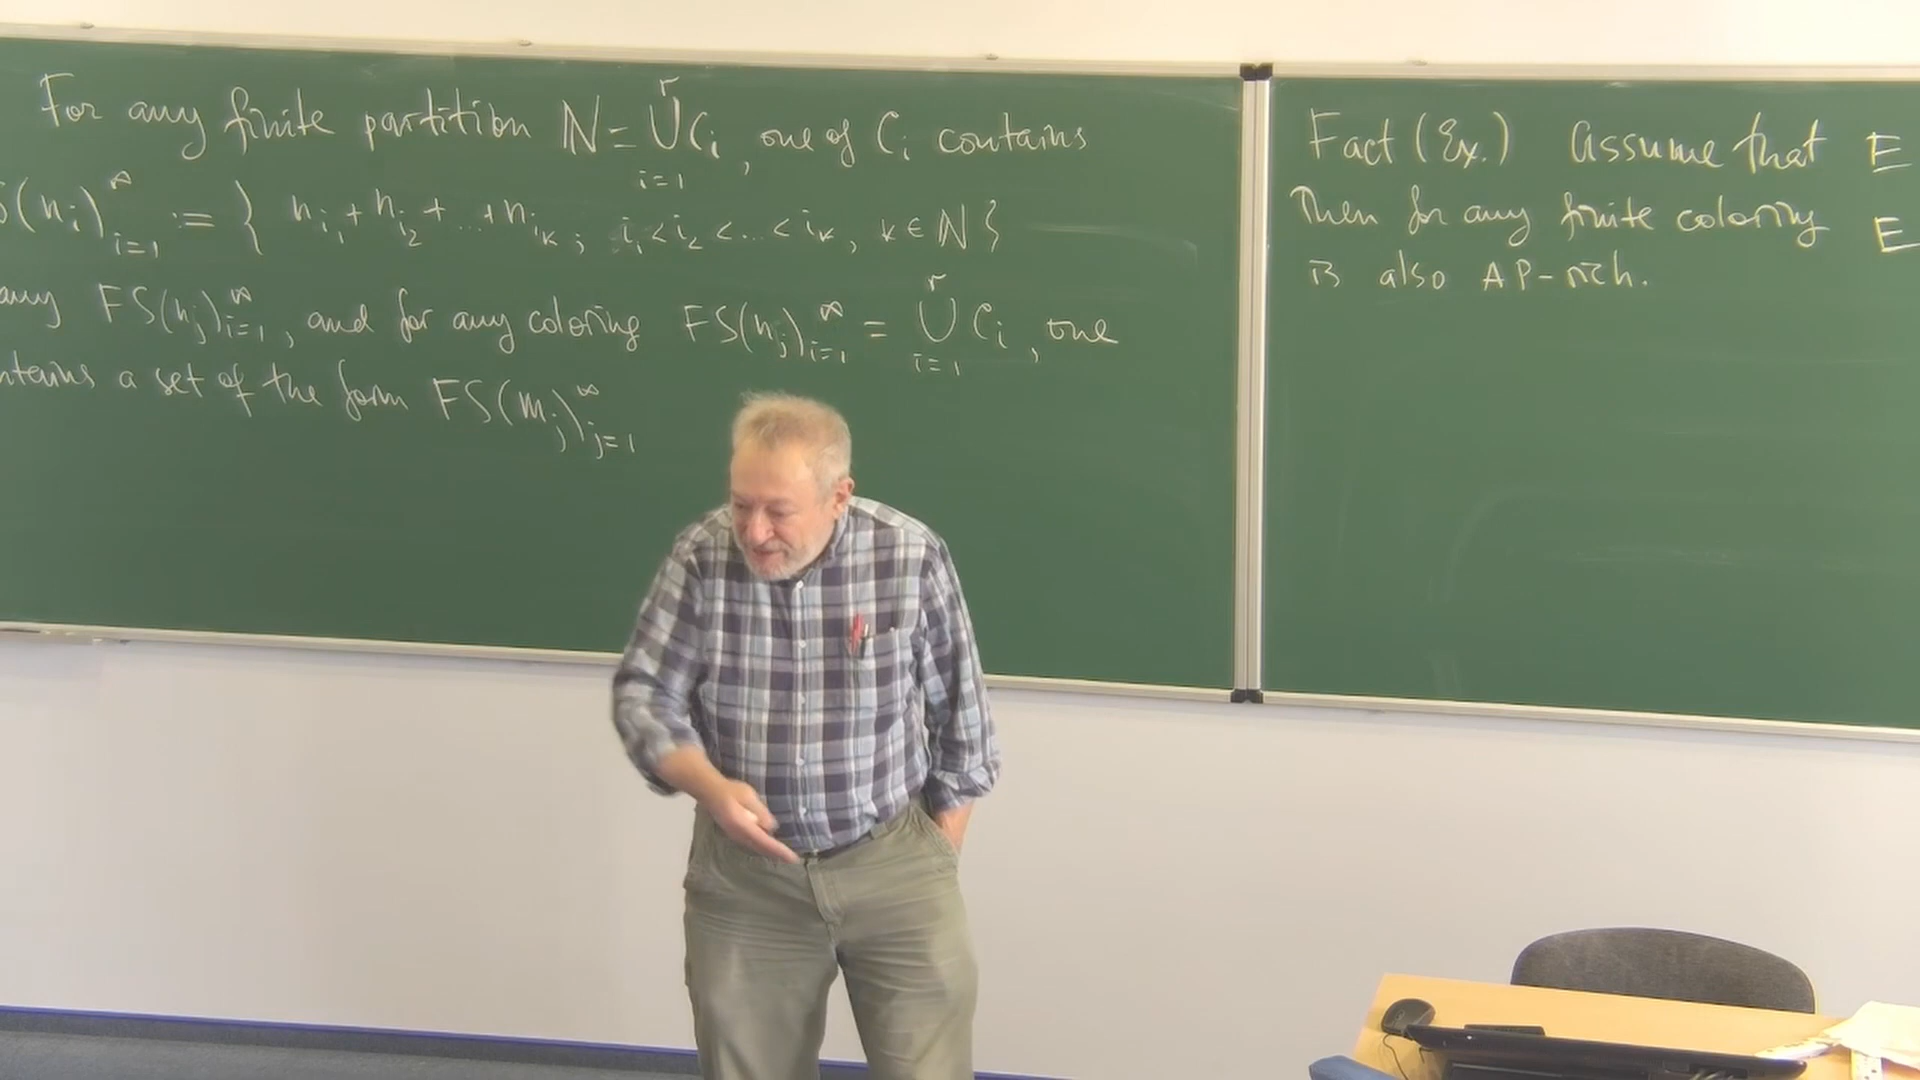 For any finite partition ℕ = ⋃_{i=1}^{r} C_i, one of C_i contains
S(n_i)_{i=1}^∞ := { n_{i_1} + n_{i_2} + ... + n_{i_k}; i_1 < i_2 < ... < i_k, k ∈ ℕ }
any FS(n_j)_{i=1}^∞, and for any coloring FS(n_j)_{i=1}^∞ = ⋃_{i=1}^{r} C_i, one
ntains a set of the form FS(m_j)_{j=1}^∞
Fact (Ex.) Assume that E
Then for any finite coloring E
is also AP-rich.